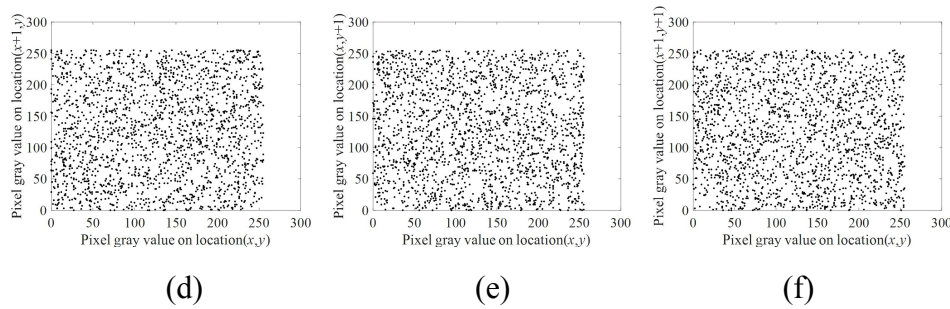 Pixel gray value on location(x+1,y)
300
250
200
150
100
50
0
0 50 100 150 200 250 300
Pixel gray value on location(x,y)
(d)
Pixel gray value on location(x,y+1)
300
250
200
150
100
50
0
0 50 100 150 200 250 300
Pixel gray value on location(x,y)
(e)
Pixel gray value on location(x+1,y+1)
300
250
200
150
100
50
0
0 50 100 150 200 250 300
Pixel gray value on location(x,y)
(f)